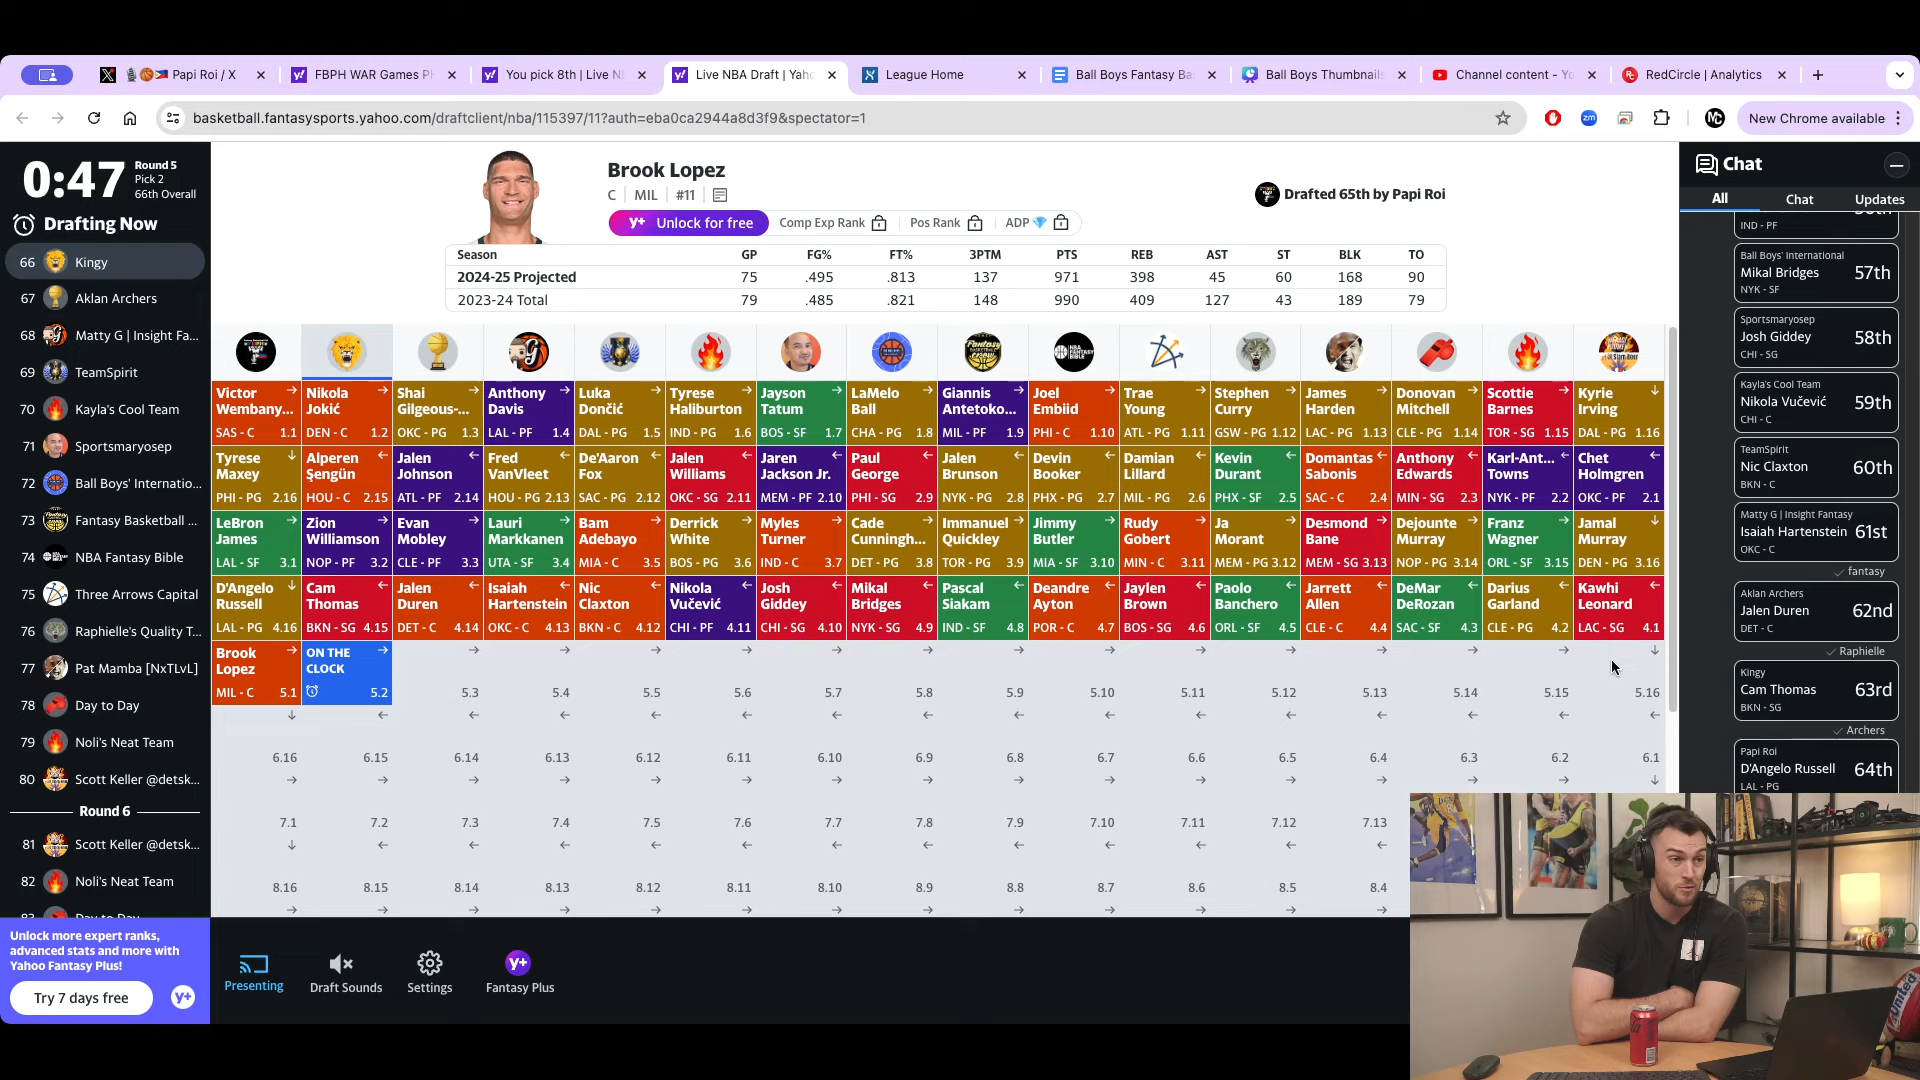 Papi Roi / X
FBPH WAR Games Ph
You pick 8th | Live N
Live NBA Draft | Yaho
League Home
Ball Boys Fantasy Ba
Ball Boys Thumbnails
Channel content - Yo
RedCircle | Analytics
basketball.fantasysports.yahoo.com/draftclient/nba/115397/11?auth=eba0ca2944a8d3f9&spectator=1
New Chrome available
0:47
Round 5
Pick 2
66th Overall
Drafting Now
66 Kingy
67 Aklan Archers
68 Matty G | Insight Fa...
69 TeamSpirit
70 Kayla's Cool Team
71 Sportsmaryosep
72 Ball Boys' Internatio...
73 Fantasy Basketball ...
74 NBA Fantasy Bible
75 Three Arrows Capital
76 Raphielle's Quality T...
77 Pat Mamba [NxTLvL]
78 Day to Day
79 Noli's Neat Team
80 Scott Keller @detsk...
Round 6
81 Scott Keller @detsk...
82 Noli's Neat Team
83 Day to Day
Unlock more expert ranks,
advanced stats and more with
Yahoo Fantasy Plus!
Try 7 days free
y+
Brook Lopez
C | MIL | #11
y+ Unlock for free
Comp Exp Rank | Pos Rank | ADP
Drafted 65th by Papi Roi
Season GP FG% FT% 3PTM PTS REB AST ST BLK TO
2024-25 Projected 75 .495 .813 137 971 398 45 60 168 90
2023-24 Total 79 .485 .821 148 990 409 127 43 189 79
Victor Wembany... SAS - C 1.1
Nikola Jokić DEN - C 1.2
Shai Gilgeous-... OKC - PG 1.3
Anthony Davis LAL - PF 1.4
Luka Dončić DAL - PG 1.5
Tyrese Haliburton IND - PG 1.6
Jayson Tatum BOS - SF 1.7
LaMelo Ball CHA - PG 1.8
Giannis Antetoko... MIL - PF 1.9
Joel Embiid PHI - C 1.10
Trae Young ATL - PG 1.11
Stephen Curry GSW - PG 1.12
James Harden LAC - PG 1.13
Donovan Mitchell CLE - PG 1.14
Scottie Barnes TOR - SG 1.15
Kyrie Irving DAL - PG 1.16
Tyrese Maxey PHI - PG 2.16
Alperen Şengün HOU - C 2.15
Jalen Johnson ATL - PF 2.14
Fred VanVleet HOU - PG 2.13
De'Aaron Fox SAC - PG 2.12
Jalen Williams OKC - SG 2.11
Jaren Jackson Jr. MEM - PF 2.10
Paul George PHI - SG 2.9
Jalen Brunson NYK - PG 2.8
Devin Booker PHX - PG 2.7
Damian Lillard MIL - PG 2.6
Kevin Durant PHX - SF 2.5
Domantas Sabonis SAC - C 2.4
Anthony Edwards MIN - SG 2.3
Karl-Ant... Towns NYK - PF 2.2
Chet Holmgren OKC - PF 2.1
LeBron James LAL - SF 3.1
Zion Williamson NOP - PF 3.2
Evan Mobley CLE - PF 3.3
Lauri Markkanen UTA - SF 3.4
Bam Adebayo MIA - C 3.5
Derrick White BOS - PG 3.6
Myles Turner IND - C 3.7
Cade Cunningh... DET - PG 3.8
Immanuel Quickley TOR - PG 3.9
Jimmy Butler MIA - SF 3.10
Rudy Gobert MIN - C 3.11
Ja Morant MEM - PG 3.12
Desmond Bane MEM - SG 3.13
Dejounte Murray NOP - PG 3.14
Franz Wagner ORL - SF 3.15
Jamal Murray DEN - PG 3.16
D'Angelo Russell LAL - PG 4.16
Cam Thomas BKN - SG 4.15
Jalen Duren DET - C 4.14
Isaiah Hartenstein OKC - C 4.13
Nic Claxton BKN - C 4.12
Nikola Vučević CHI - PF 4.11
Josh Giddey CHI - SG 4.10
Mikal Bridges NYK - SG 4.9
Pascal Siakam IND - SF 4.8
Deandre Ayton POR - C 4.7
Jaylen Brown BOS - SG 4.6
Paolo Banchero ORL - SF 4.5
Jarrett Allen CLE - C 4.4
DeMar DeRozan SAC - SF 4.3
Darius Garland CLE - PG 4.2
Kawhi Leonard LAC - SG 4.1
Brook Lopez MIL - C 5.1
ON THE CLOCK 5.2
5.3 5.4 5.5 5.6 5.7 5.8 5.9 5.10 5.11 5.12 5.13 5.14 5.15 5.16
6.16 6.15 6.14 6.13 6.12 6.11 6.10 6.9 6.8 6.7 6.6 6.5 6.4 6.3 6.2 6.1
7.1 7.2 7.3 7.4 7.5 7.6 7.7 7.8 7.9 7.10 7.11 7.12 7.13
8.16 8.15 8.14 8.13 8.12 8.11 8.10 8.9 8.8 8.7 8.6 8.5 8.4
Presenting
Draft Sounds
Settings
y+
Fantasy Plus
Chat
All
Chat
Updates
IND - PF
Ball Boys' International
Mikal Bridges 57th
NYK - SF
Sportsmaryosep
Josh Giddey 58th
CHI - SG
Kayla's Cool Team
Nikola Vučević 59th
CHI - C
TeamSpirit
Nic Claxton 60th
BKN - C
Matty G | Insight Fantasy
Isaiah Hartenstein 61st
OKC - C
fantasy
Aklan Archers
Jalen Duren 62nd
DET - C
Raphielle
Kingy
Cam Thomas 63rd
BKN - SG
Archers
Papi Roi
D'Angelo Russell 64th
LAL - PG